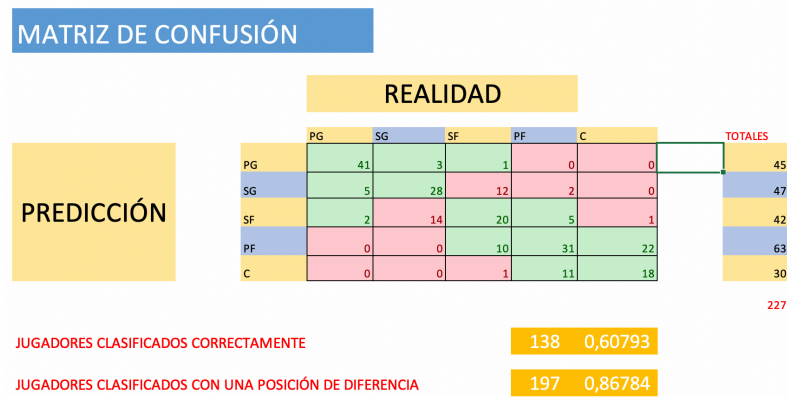 MATRIZ DE CONFUSIÓN
REALIDAD
PG SG SF PF C TOTALES
PREDICCIÓN
PG 41 3 1 0 0 45
SG 5 28 12 2 0 47
SF 2 14 20 5 1 42
PF 0 0 10 31 22 63
C 0 0 1 11 18 30
227
JUGADORES CLASIFICADOS CORRECTAMENTE 138 0,60793
JUGADORES CLASIFICADOS CON UNA POSICIÓN DE DIFERENCIA 197 0,86784